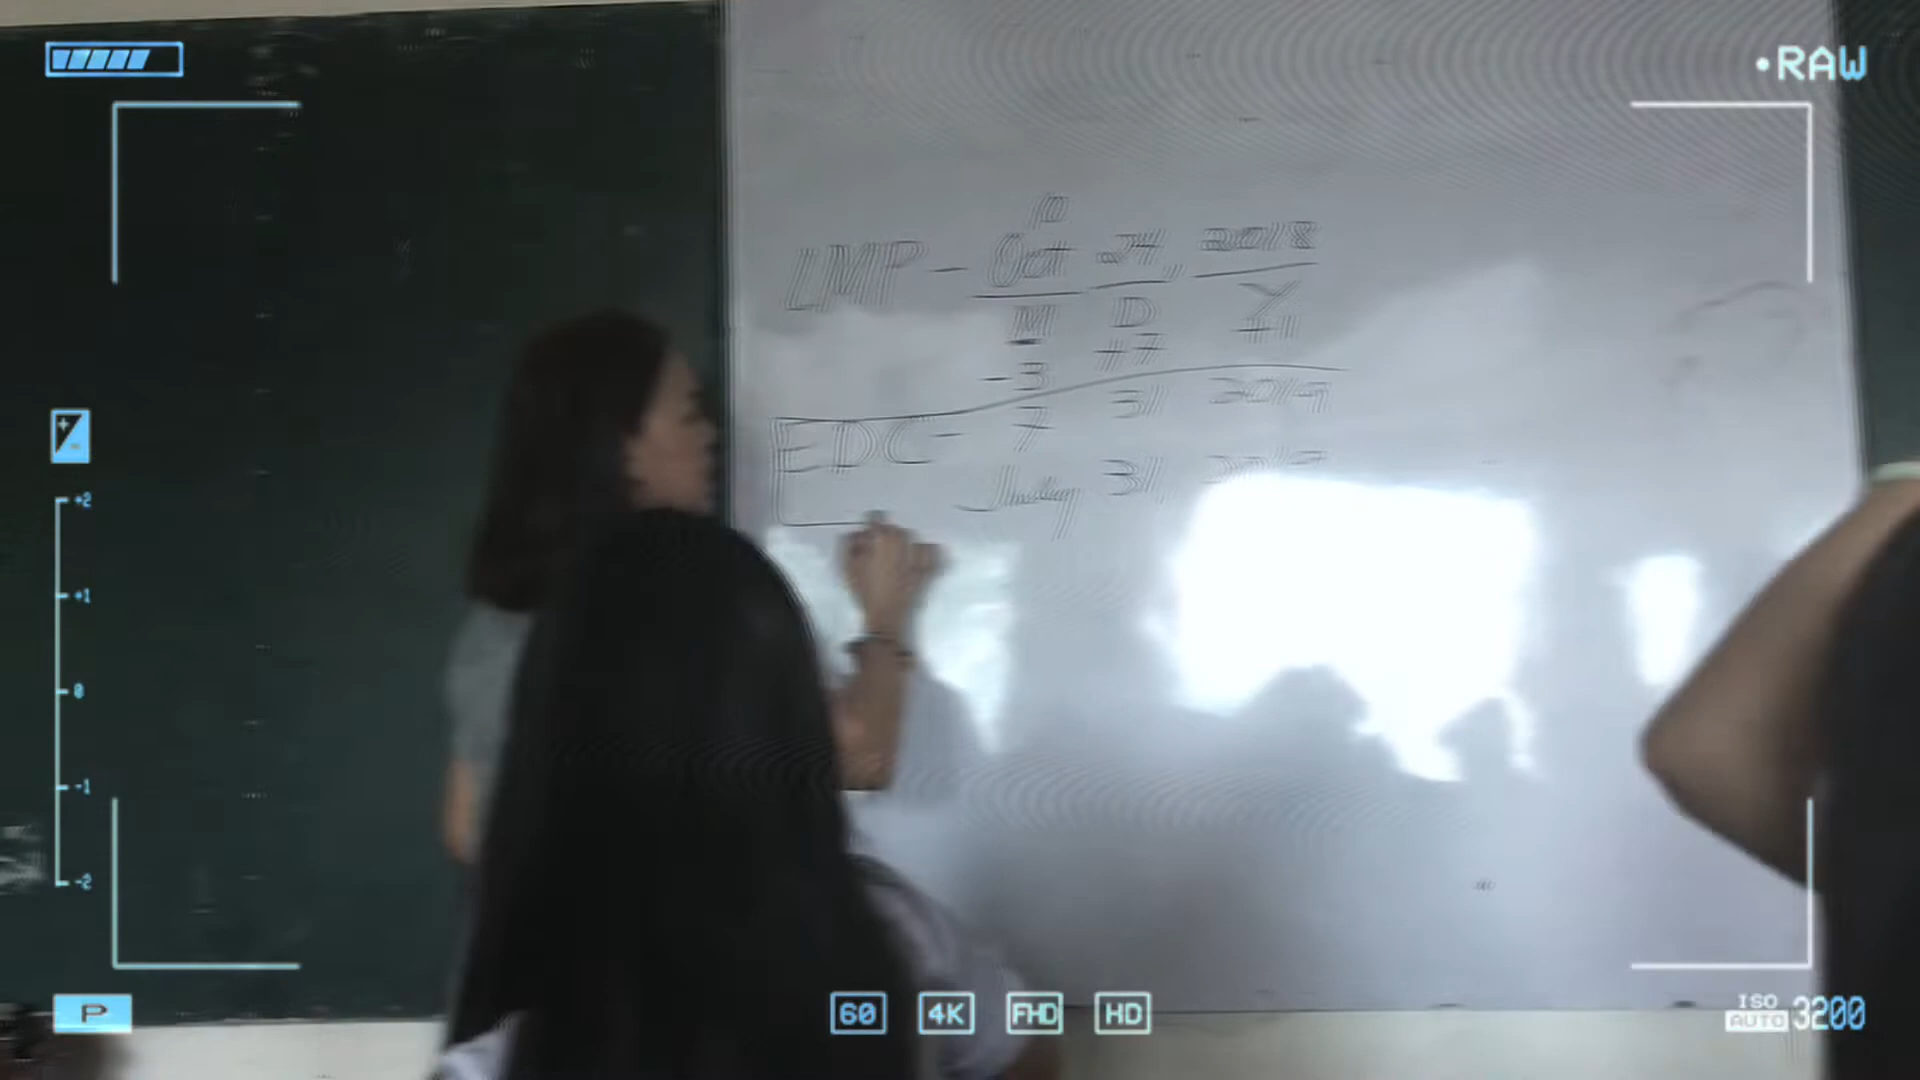 RAW
10
LMP - Oct 24, 2018
M D Y
-3 +7 +1
7 31 2019
EDC - July 31, 2019
+2
+1
0
-1
-2
P
60 4K FHD HD
ISO AUTO 3200